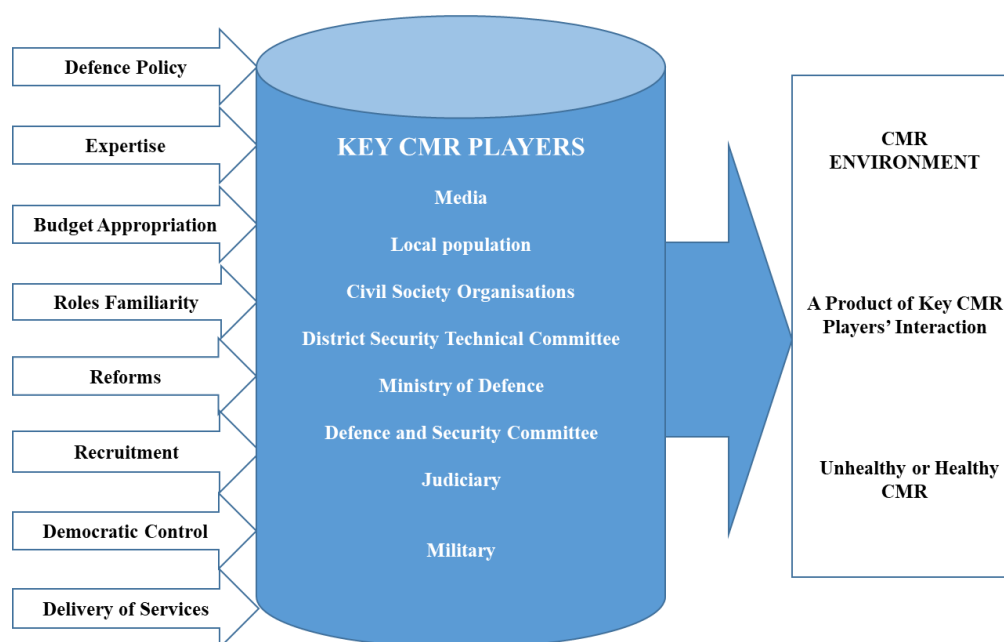 Defence Policy
Expertise
Budget Appropriation
Roles Familiarity
Reforms
Recruitment
Democratic Control
Delivery of Services
KEY CMR PLAYERS
Media
Local population
Civil Society Organisations
District Security Technical Committee
Ministry of Defence
Defence and Security Committee
Judiciary
Military
CMR
ENVIRONMENT
A Product of Key CMR
Players’ Interaction
Unhealthy or Healthy
CMR